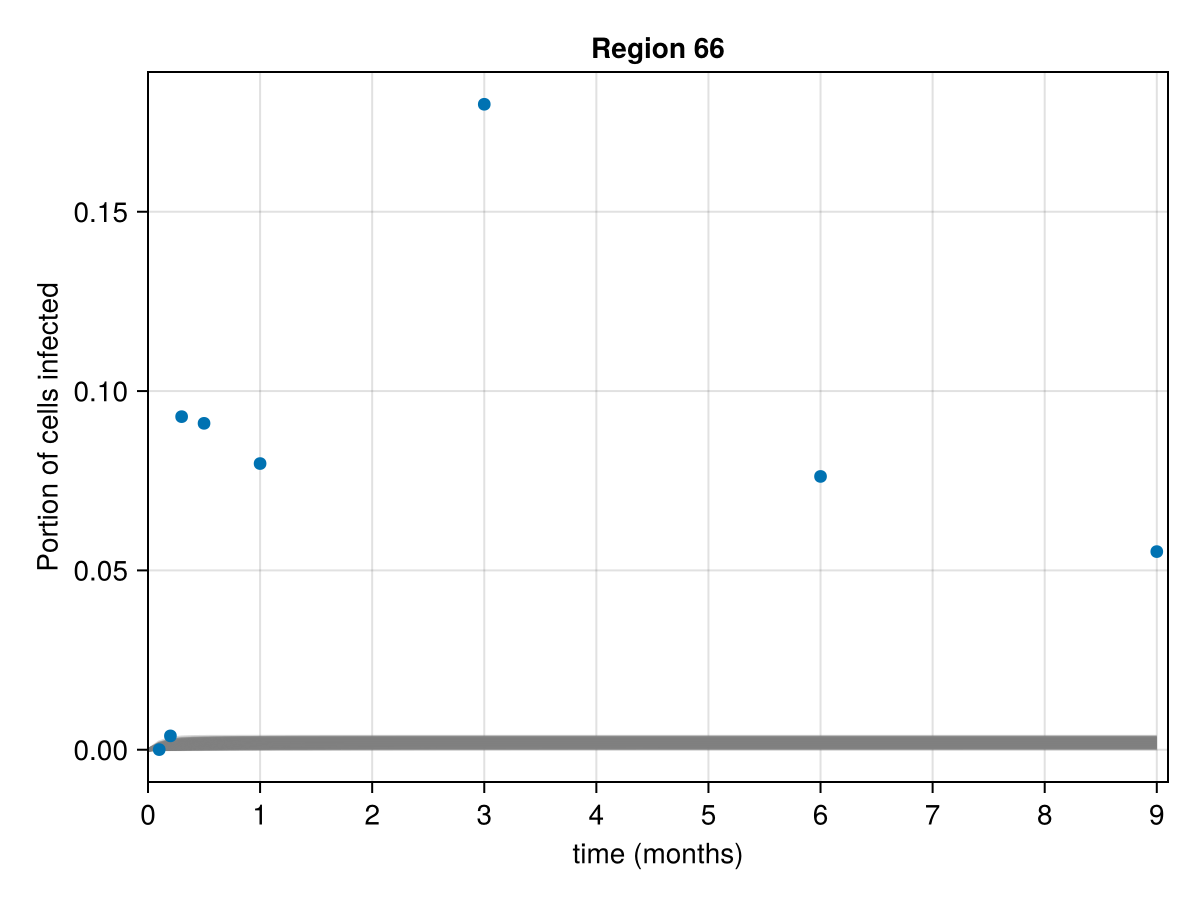 Region 66
Portion of cells infected
0.15
0.10
0.05
0.00
0 1 2 3 4 5 6 7 8 9
time (months)